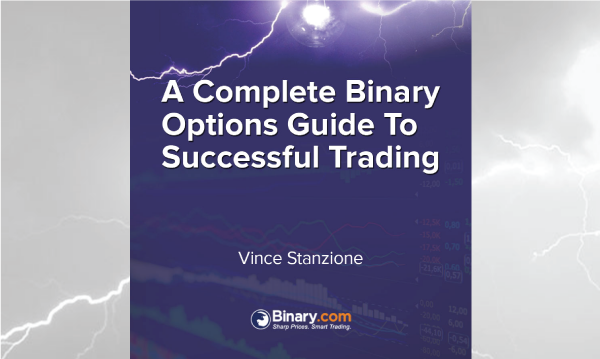 A Complete Binary
Options Guide To
Successful Trading
Vince Stanzione
Binary.com
Sharp Prices. Smart Trading.